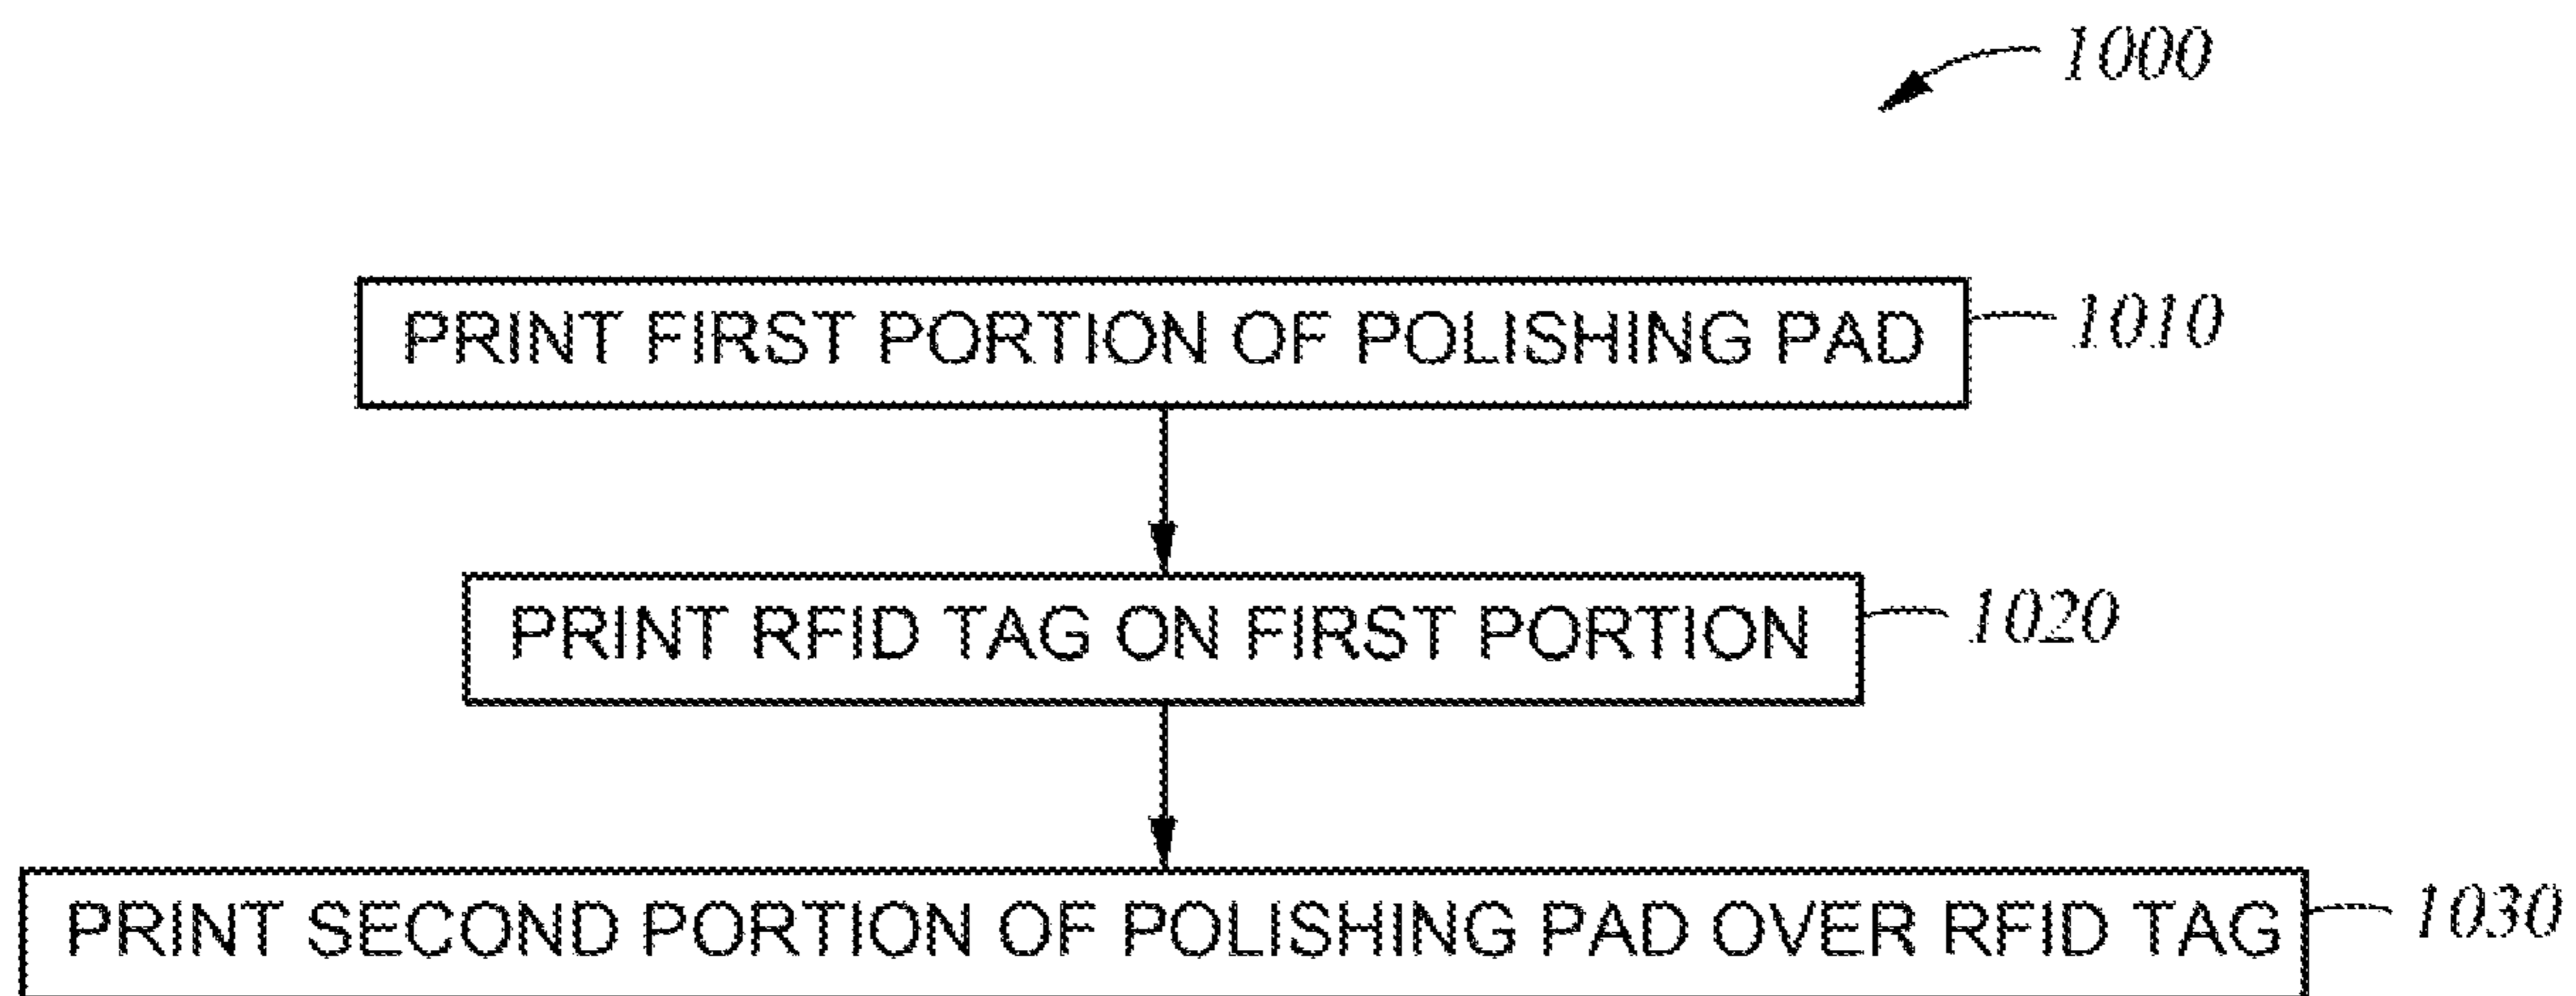 1000
PRINT FIRST PORTION OF POLISHING PAD 1010
PRINT RFID TAG ON FIRST PORTION 1020
PRINT SECOND PORTION OF POLISHING PAD OVER RFID TAG 1030